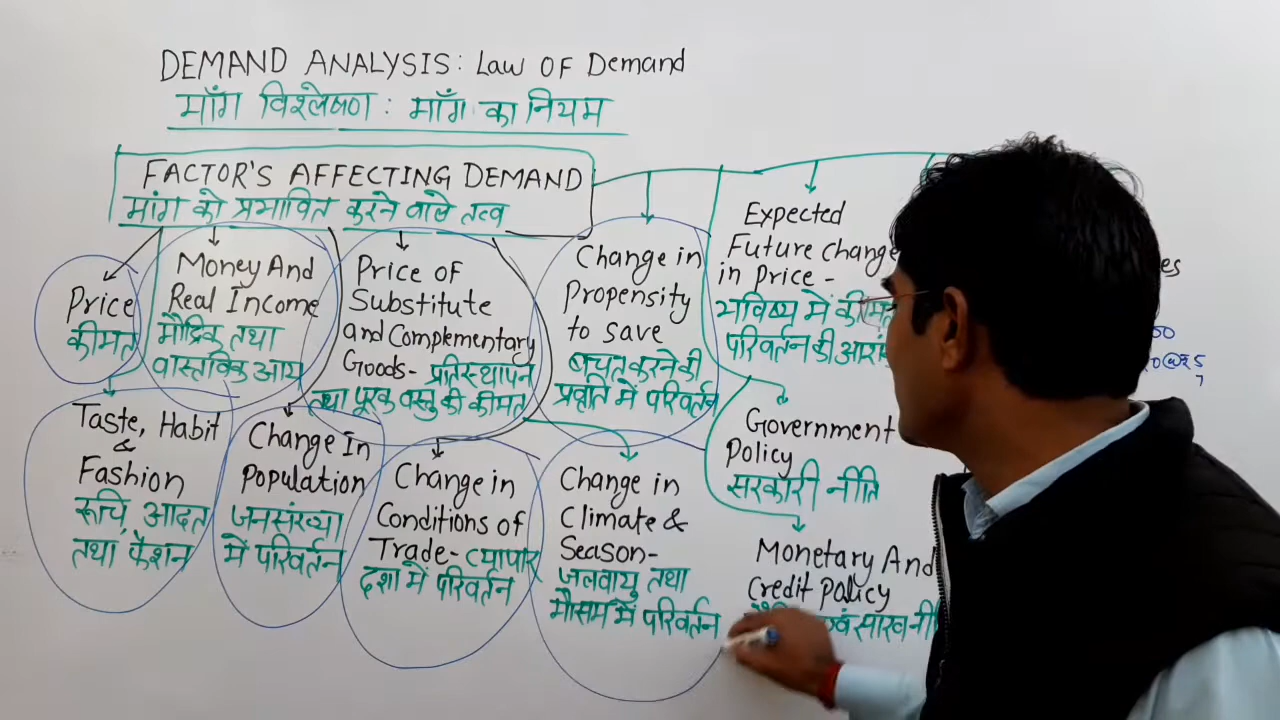 DEMAND ANALYSIS: Law OF Demand
माँग विश्लेषण : माँग का नियम
FACTOR'S AFFECTING DEMAND
मांग को प्रभावित करने वाले तत्व
Price
कीमत
Money And
Real Income
मौद्रिक तथा
वास्तविक आय
Price of
Substitute
and Complementary
Goods- प्रतिस्थापन
तथा पूरक वस्तु की कीमत
Change in
Propensity
to save
बचत करने की
प्रवृति में परिवर्तन
Expected
Future Change
in Price -
भविष्य में कीमत
परिवर्तन की
Taste, Habit
&
Fashion
रूचि, आदत
तथा फैशन
Change In
Population
जनसंख्या
में परिवर्तन
Change in
Conditions of
Trade- व्यापार
दशा में परिवर्तन
Change in
Climate &
Season-
जलवायु तथा
मौसम में परिवर्तन
Government
Policy
सरकारी नीति
Monetary And
Credit Policy
एवं साख